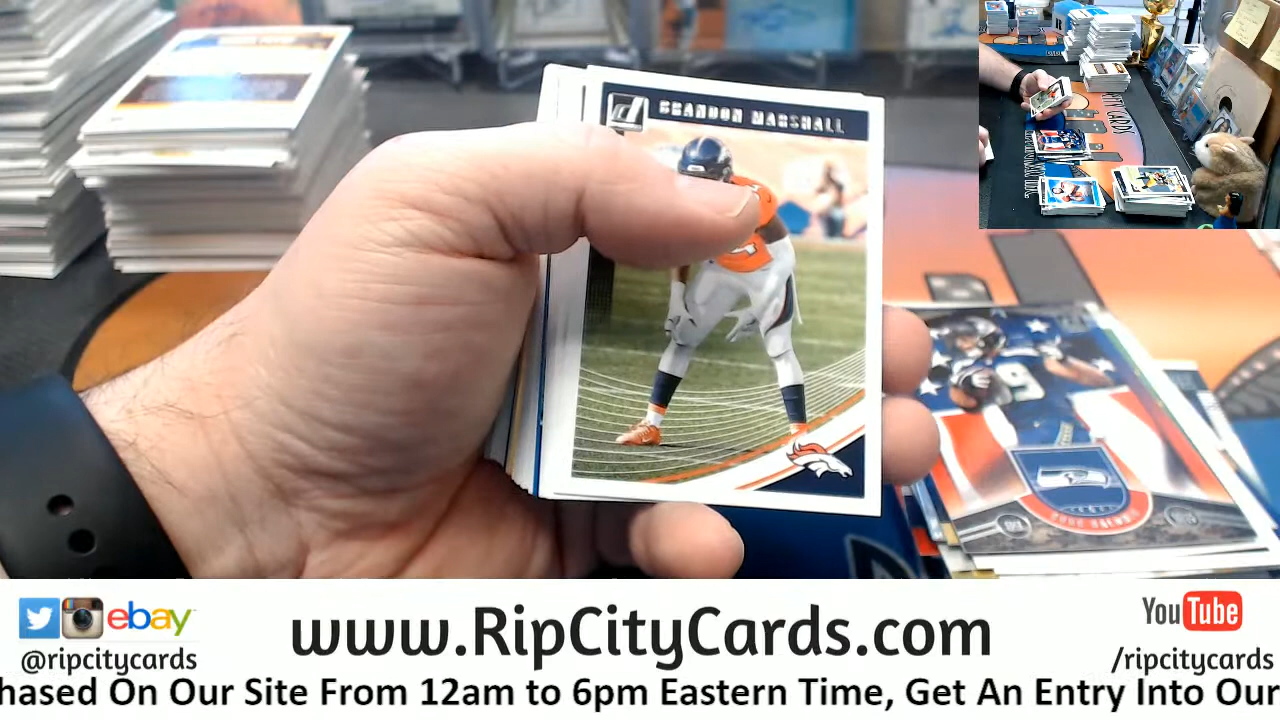 BRANDON MARSHALL
ebay
@ripcitycards
www.RipCityCards.com
YouTube
/ripcitycards
hased On Our Site From 12am to 6pm Eastern Time, Get An Entry Into Our